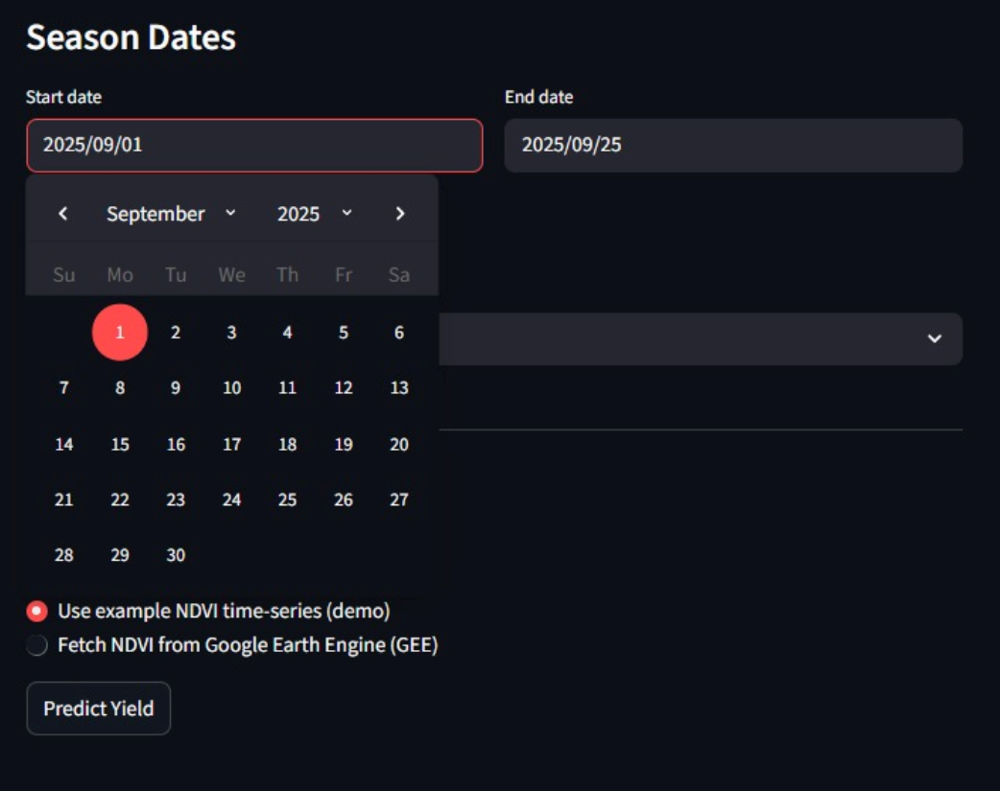 Season Dates
Start date End date
2025/09/01 2025/09/25
September 2025
Su Mo Tu We Th Fr Sa
1 2 3 4 5 6
7 8 9 10 11 12 13
14 15 16 17 18 19 20
21 22 23 24 25 26 27
28 29 30
Use example NDVI time-series (demo)
Fetch NDVI from Google Earth Engine (GEE)
Predict Yield